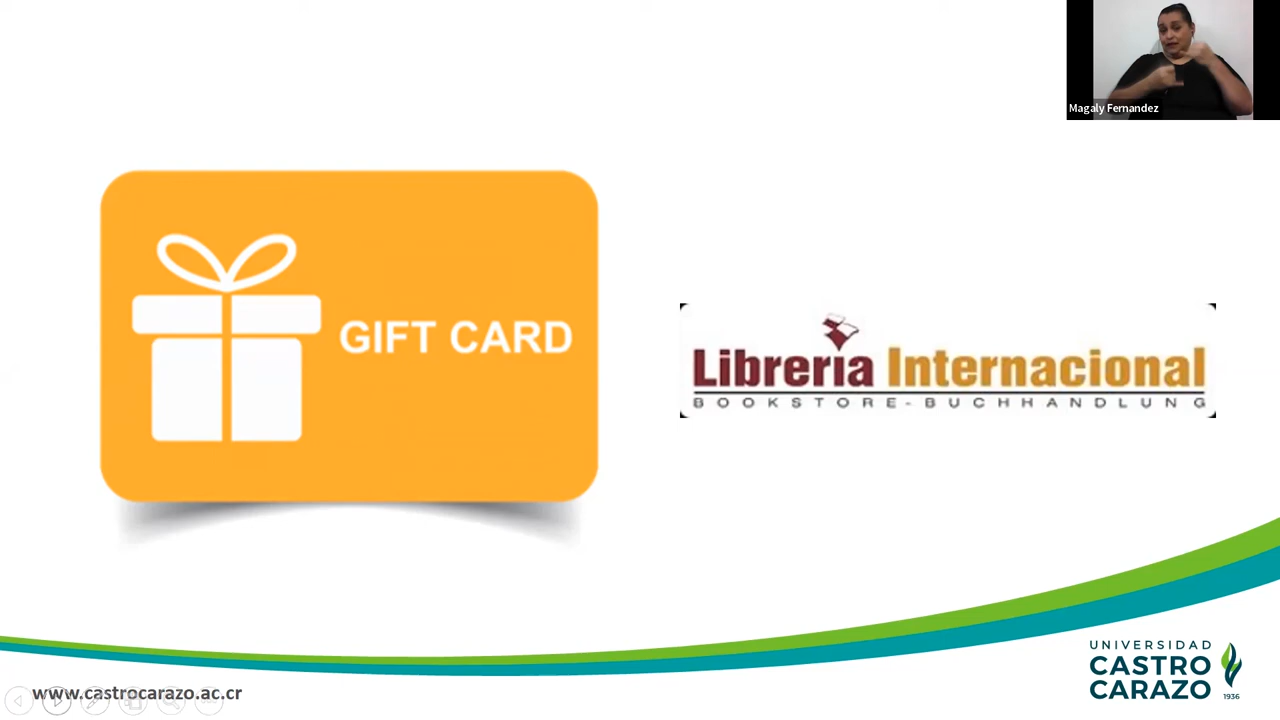 Magaly Fernandez
GIFT CARD
Libreria Internacional
BOOKSTORE-BUCHHANDLUNG
www.castrocarazo.ac.cr
UNIVERSIDAD
CASTRO
CARAZO
1936